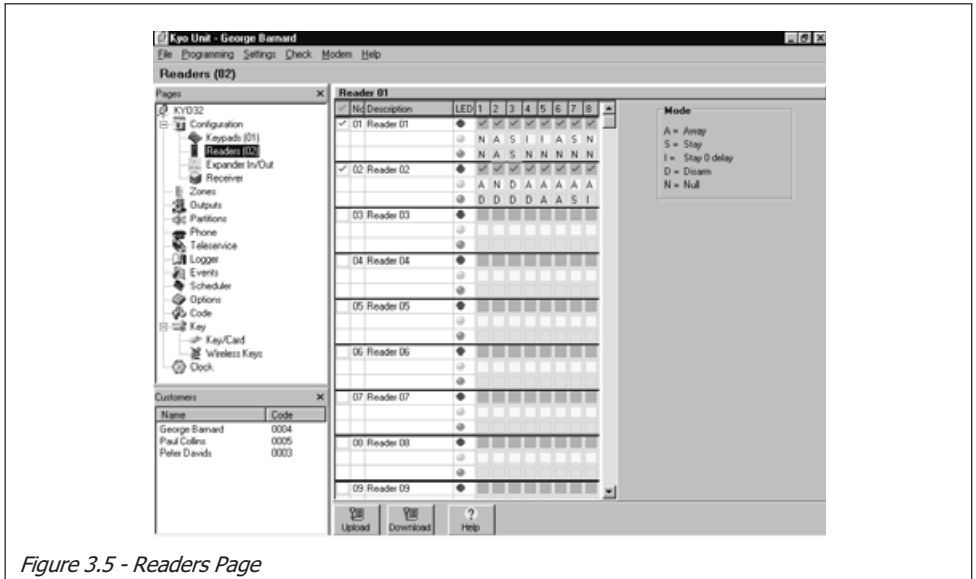 Kyo Unit - George Barnard
File Programming Settings Check Modem Help
Readers (02)
Pages
KYO32
Configuration
Keypads (01)
Readers (02)
Expander In/Out
Receiver
Zones
Outputs
Partitions
Phone
Teleservice
Logger
Events
Scheduler
Options
Code
Key
Key/Card
Wireless Keys
Clock
Customers
Name Code
George Barnard 0004
Paul Collins 0005
Peter Davids 0003
Reader 01
No Description LED 1 2 3 4 5 6 7 8
01 Reader 01
N A S I I A S N
N A S N N N N N
02 Reader 02
A N D A A A A A
D D D D A A S I
03 Reader 03
04 Reader 04
05 Reader 05
06 Reader 06
07 Reader 07
08 Reader 08
09 Reader 09
Mode
A = Away
S = Stay
I = Stay 0 delay
D = Disarm
N = Null
Upload Download ? Help
Figure 3.5 - Readers Page